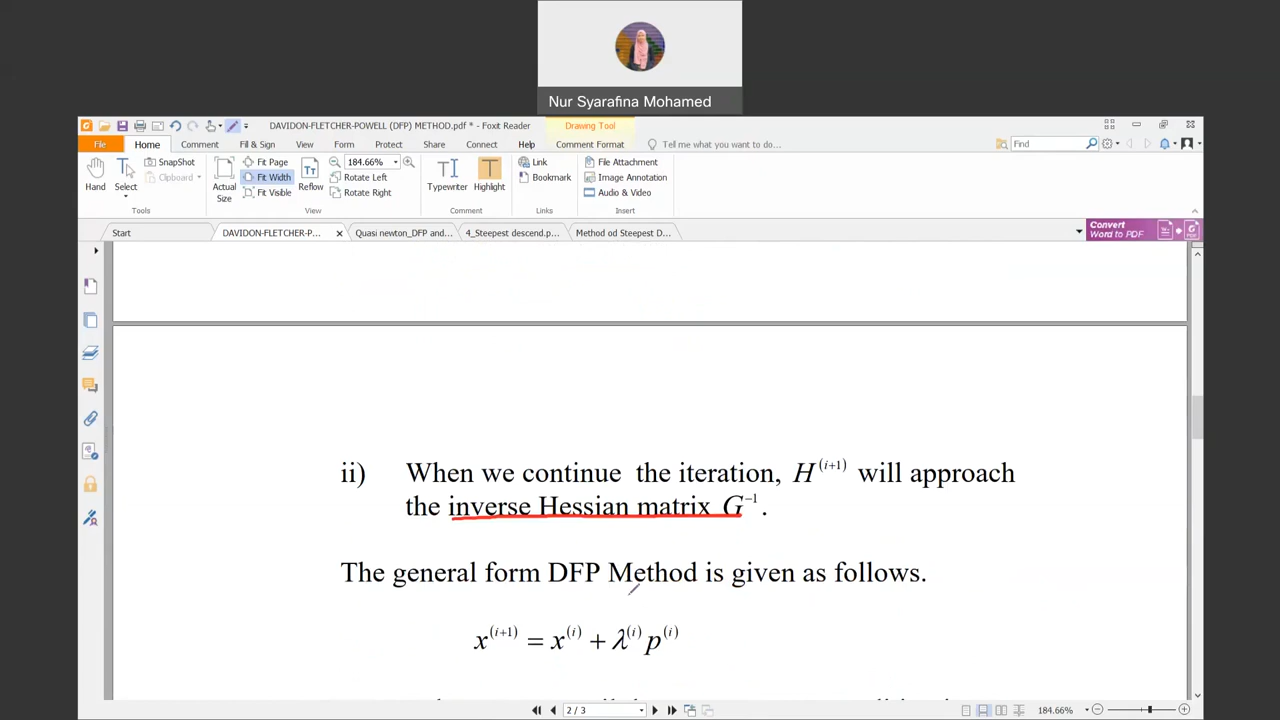 Nur Syarafina Mohamed
DAVIDON-FLETCHER-POWELL (DFP) METHOD.pdf * - Foxit Reader
Drawing Tool
File
Home
Comment
View
Form
Protect
Share
Connect
Help
Comment Format
Tell me what you want to do...
Find
Fill & Sign
Hand
Select
SnapShot
Clipboard
Tools
Actual
Size
Fit Page
Fit Width
Fit Visible
Reflow
184.66%
Rotate Left
Rotate Right
View
Typewriter
Highlight
Comment
Link
Bookmark
Links
File Attachment
Image Annotation
Audio & Video
Insert
Start
DAVIDON-FLETCHER-P...
Quasi newton_DFP and...
4_Steepest descend.p...
Method od Steepest D...
Convert
Word to PDF
ii) When we continue the iteration, H^(i+1) will approach
the inverse Hessian matrix G^−1.
The general form DFP Method is given as follows.
x^(i+1) = x^(i) + λ^(i) p^(i)
2 / 3
184.66%